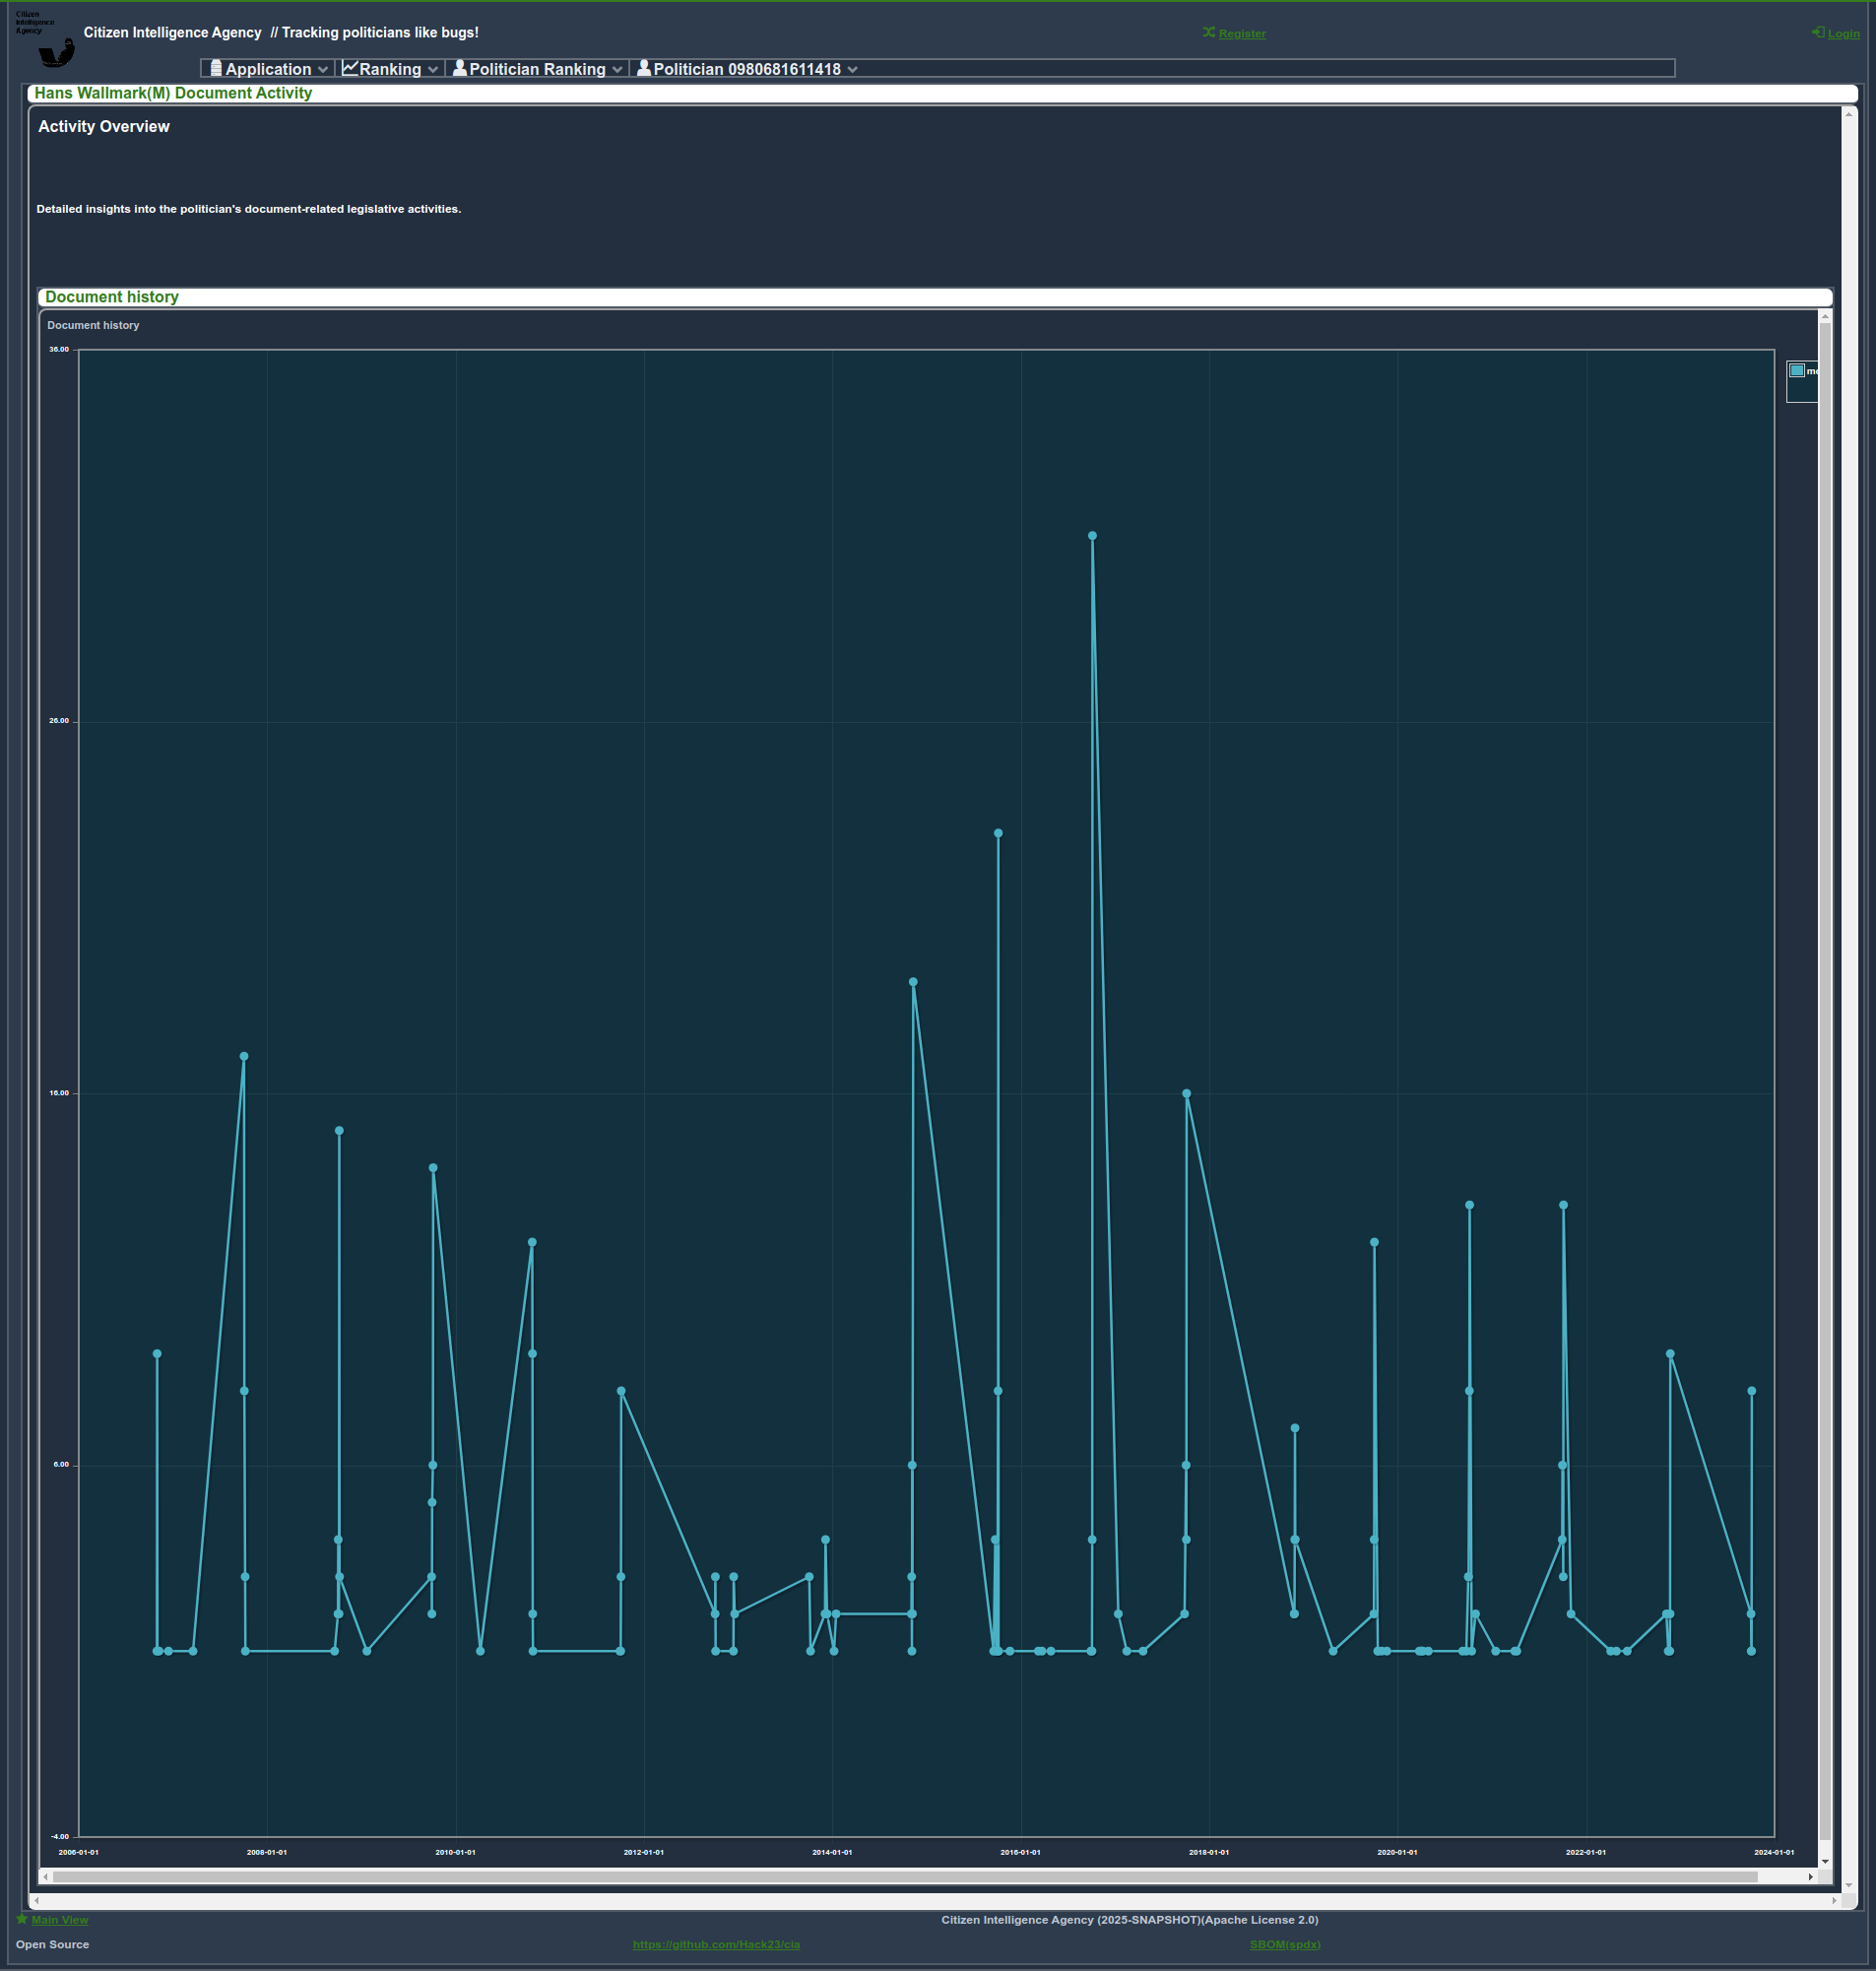 Citizen
Intelligence
Agency
Citizen Intelligence Agency // Tracking politicians like bugs!
Register
Login
Application
Ranking
Politician Ranking
Politician 0980681611418
Hans Wallmark(M) Document Activity
Activity Overview
Detailed insights into the politician's document-related legislative activities.
Document history
Document history
36.00
26.00
16.00
6.00
-4.00
2006-01-01 2008-01-01 2010-01-01 2012-01-01 2014-01-01 2016-01-01 2018-01-01 2020-01-01 2022-01-01 2024-01-01
Main View
Citizen Intelligence Agency (2025-SNAPSHOT)(Apache License 2.0)
Open Source
https://github.com/Hack23/cia
SBOM(spdx)